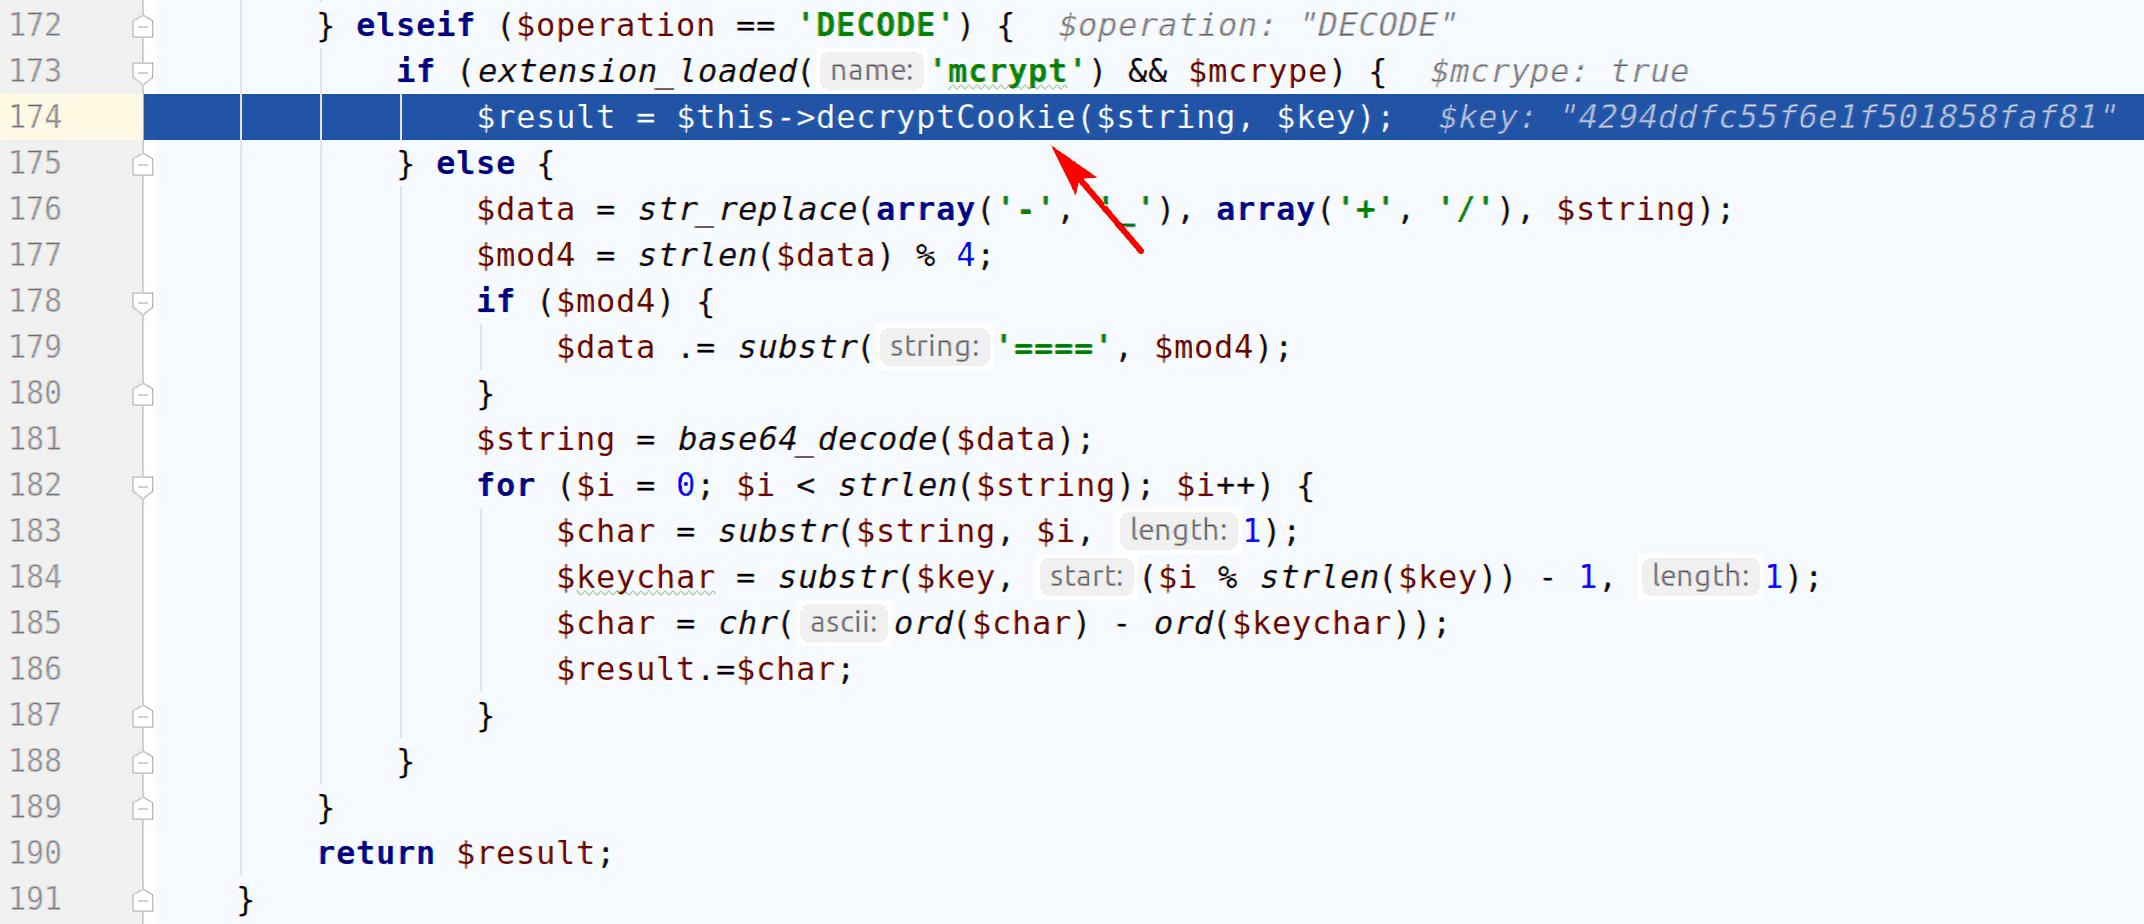 172 } elseif ($operation == 'DECODE') { $operation: "DECODE"
173 if (extension_loaded( name: 'mcrypt') && $mcrype) { $mcrype: true
174 $result = $this->decryptCookie($string, $key); $key: "4294ddfc55f6e1f501858faf81"
175 } else {
176 $data = str_replace(array('-', '_'), array('+', '/'), $string);
177 $mod4 = strlen($data) % 4;
178 if ($mod4) {
179 $data .= substr( string: '====', $mod4);
180 }
181 $string = base64_decode($data);
182 for ($i = 0; $i < strlen($string); $i++) {
183 $char = substr($string, $i, length: 1);
184 $keychar = substr($key, start: ($i % strlen($key)) - 1, length: 1);
185 $char = chr( ascii: ord($char) - ord($keychar));
186 $result.=$char;
187 }
188 }
189 }
190 return $result;
191 }